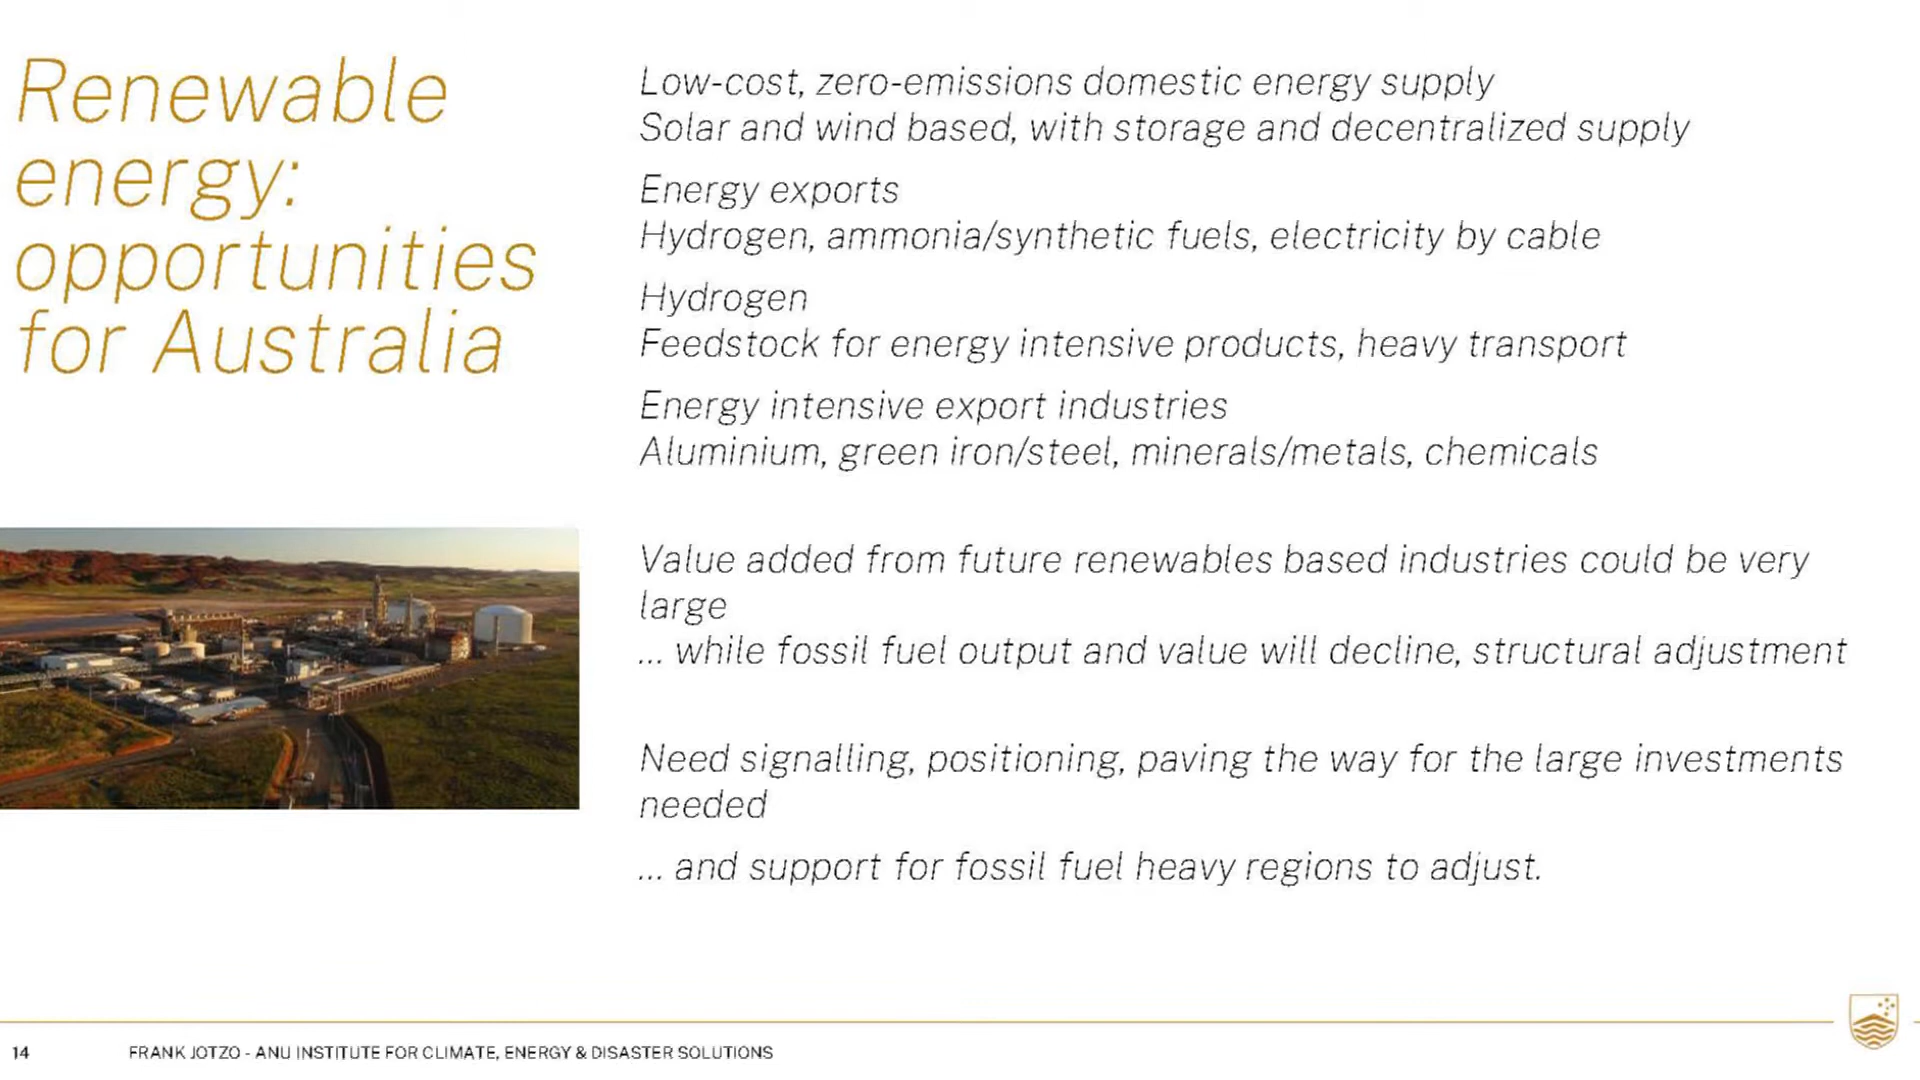 Renewable
energy:
opportunities
for Australia
Low-cost, zero-emissions domestic energy supply
Solar and wind based, with storage and decentralized supply
Energy exports
Hydrogen, ammonia/synthetic fuels, electricity by cable
Hydrogen
Feedstock for energy intensive products, heavy transport
Energy intensive export industries
Aluminium, green iron/steel, minerals/metals, chemicals
Value added from future renewables based industries could be very
large
... while fossil fuel output and value will decline, structural adjustment
Need signalling, positioning, paving the way for the large investments
needed
... and support for fossil fuel heavy regions to adjust.
14
FRANK JOTZO - ANU INSTITUTE FOR CLIMATE, ENERGY & DISASTER SOLUTIONS